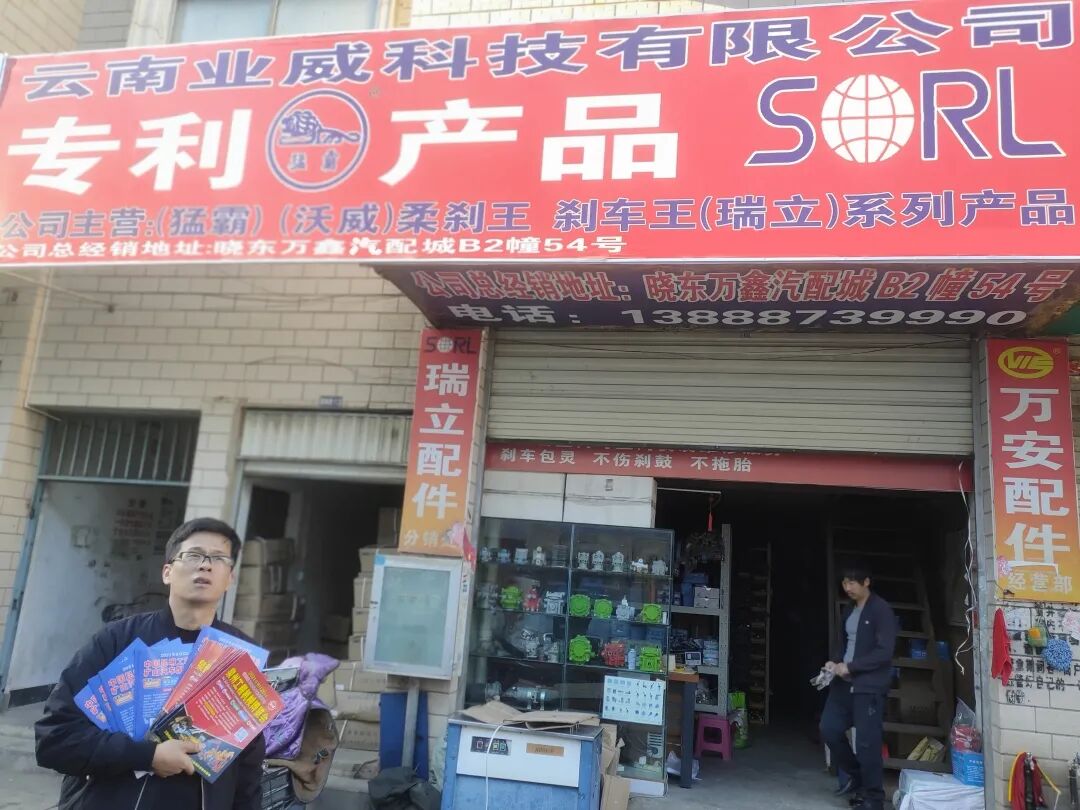 云南业威科技有限公司
专利 猛霸 ® 产品 SORL
公司主营:(猛霸)(沃威)柔刹王 刹车王(瑞立)系列产品
公司总经销地址:晓东万鑫汽配城B2幢54号
公司总经销地址：晓东万鑫汽配城B2幢54号
电话：13888739990
SORL
瑞立配件
分销
VIE®
万安配件
经营部
刹车包灵 不伤刹鼓 不拖胎